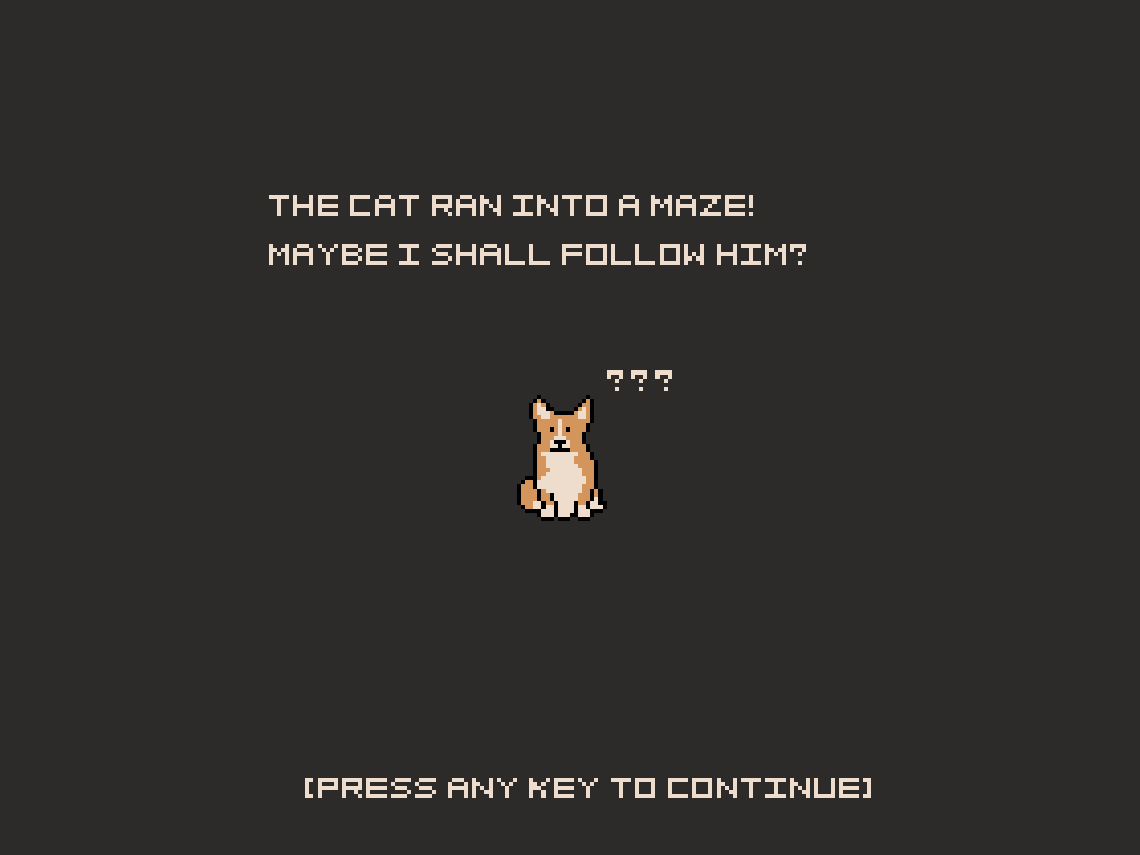 THE CAT RAN INTO A MAZE!
MAYBE I SHALL FOLLOW HIM?
???
[PRESS ANY KEY TO CONTINUE]